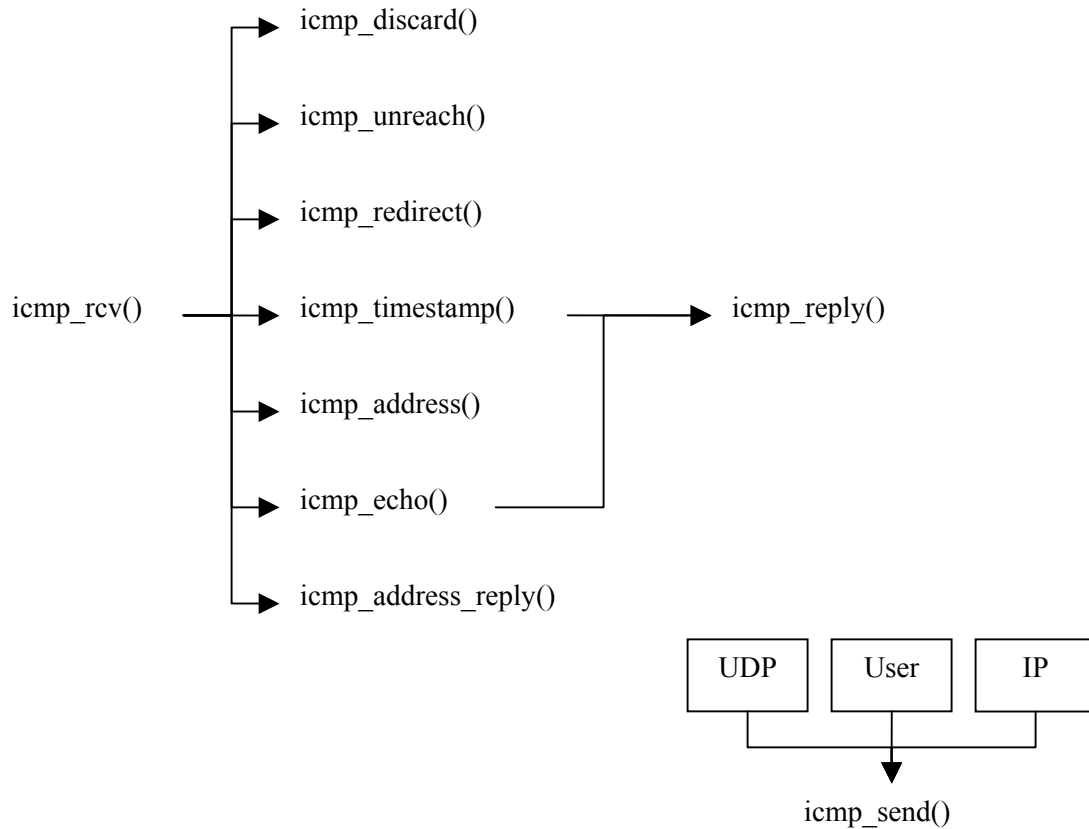 icmp_discard()
icmp_unreach()
icmp_redirect()
icmp_rcv()
icmp_timestamp()
icmp_reply()
icmp_address()
icmp_echo()
icmp_address_reply()
UDP
User
IP
icmp_send()